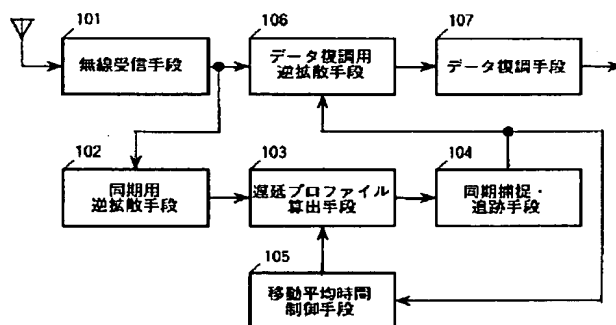 101
無線受信手段
106
データ復調用
逆拡散手段
107
データ復調手段
102
同期用
逆拡散手段
103
遅延プロファイル
算出手段
104
同期捕捉・
追跡手段
105
移動平均時間
制御手段